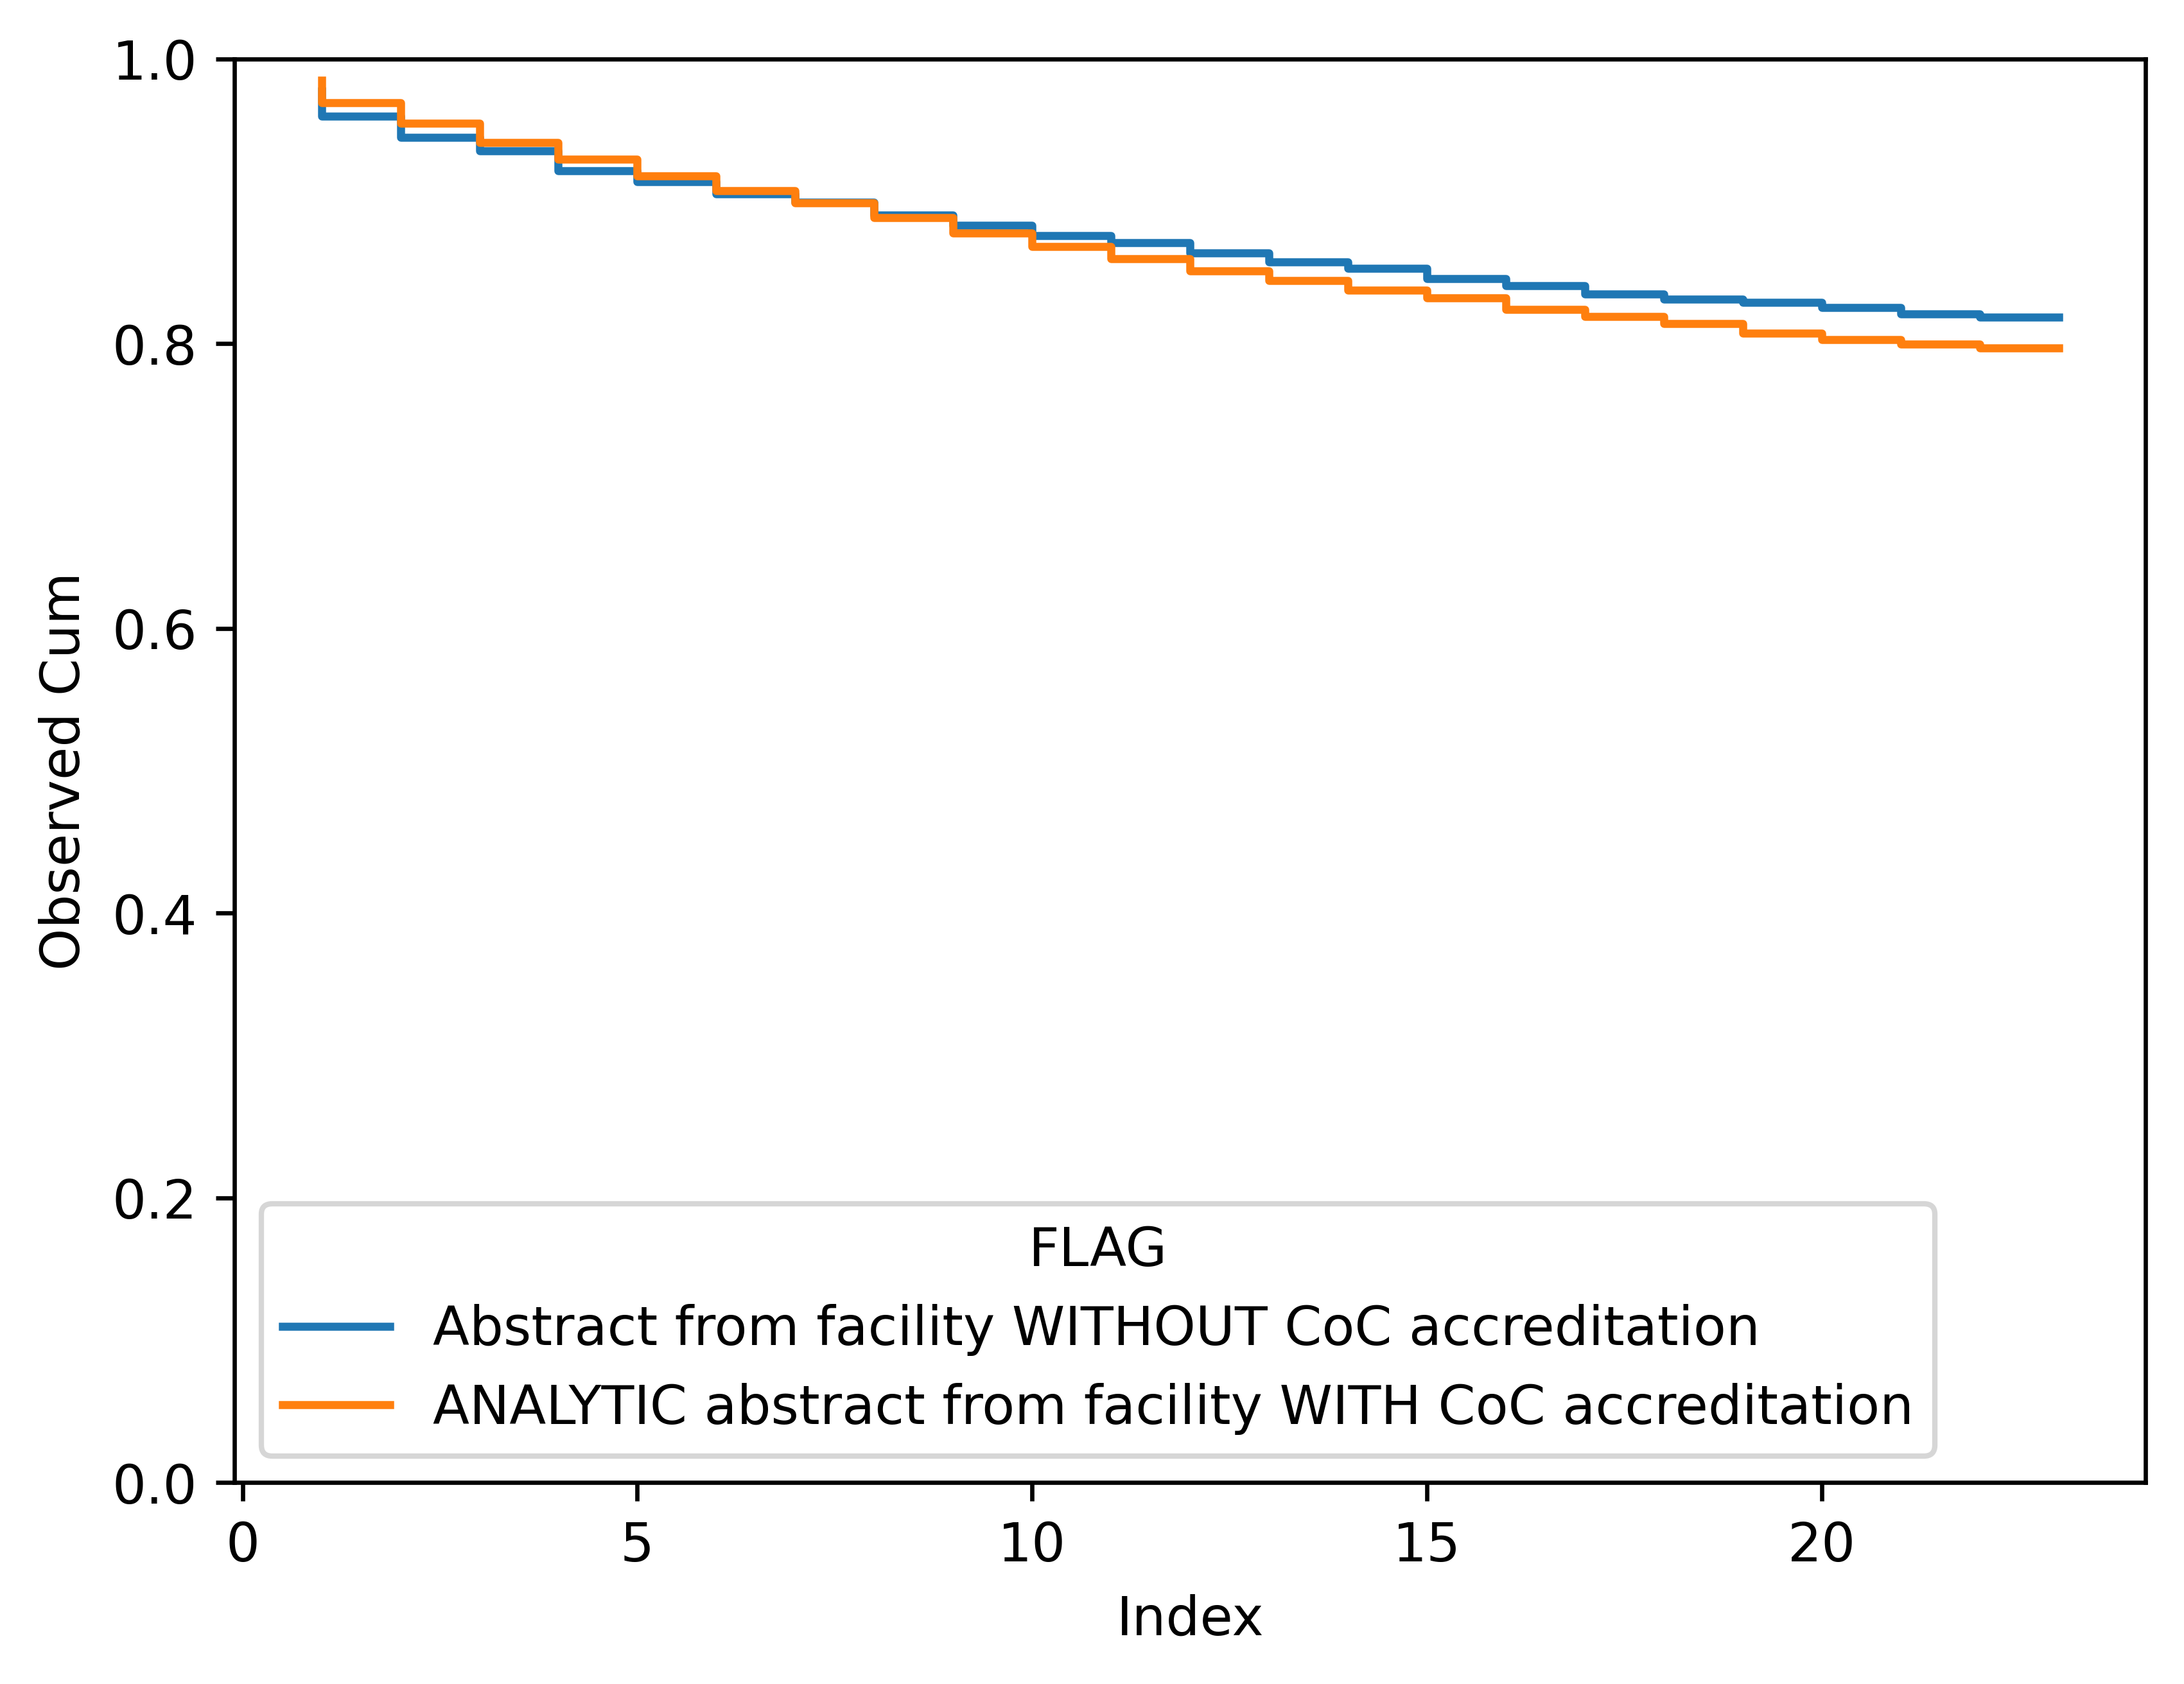 1.0
0.8
0.6
0.4
0.2
0.0
Observed Cum
FLAG
Abstract from facility WITHOUT CoC accreditation
ANALYTIC abstract from facility WITH CoC accreditation
0 5 10 15 20
Index